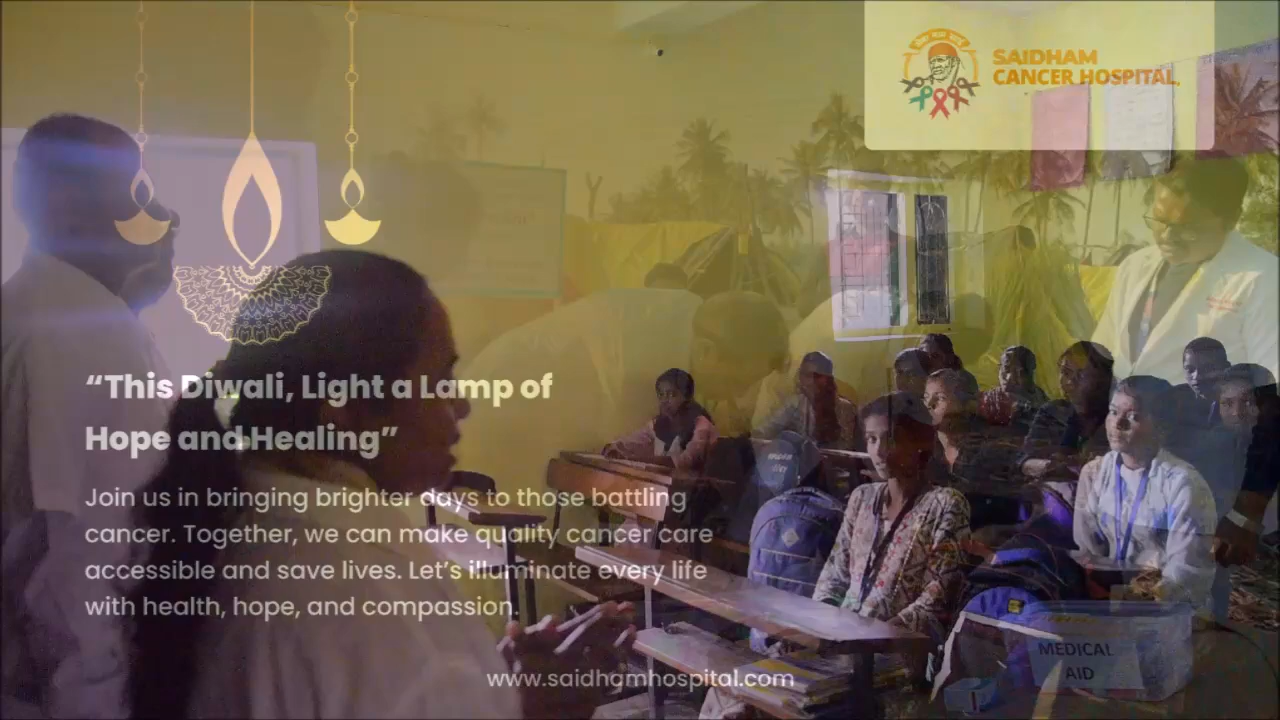 SAIDHAM
CANCER HOSPITAL
“This Diwali, Light a Lamp of
Hope and Healing”
Join us in bringing brighter days to those battling
cancer. Together, we can make quality cancer care
accessible and save lives. Let’s illuminate every life
with health, hope, and compassion.
MEDICAL
AID
www.saidhamhospital.com